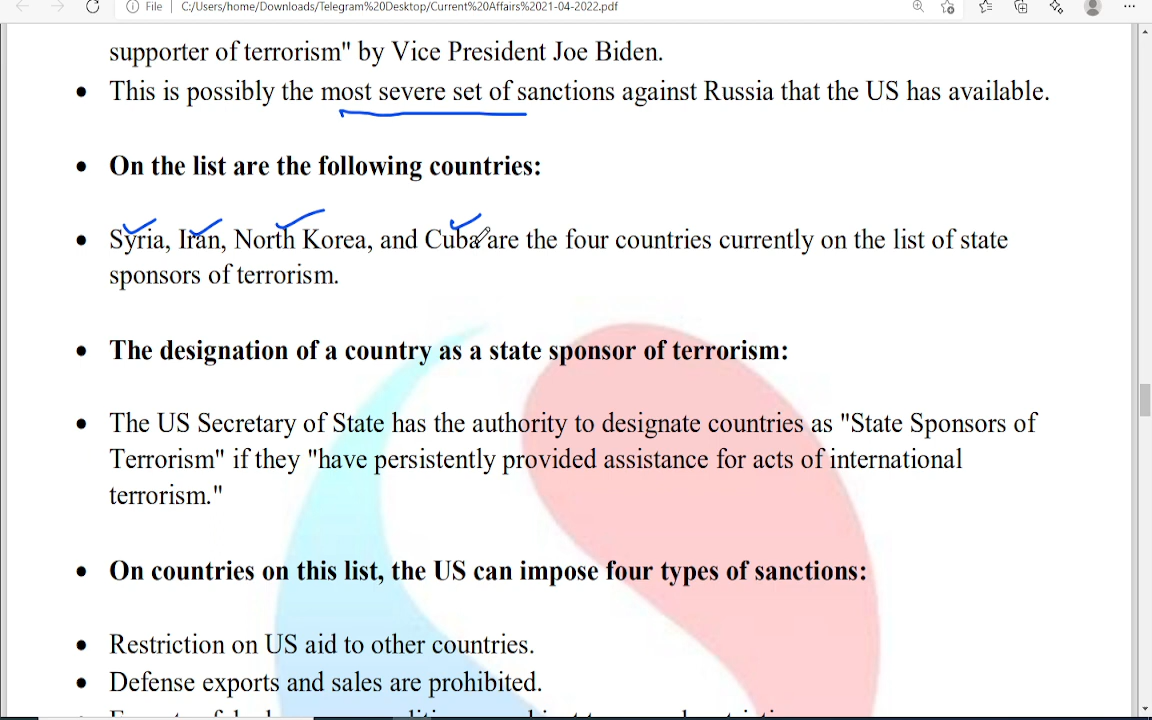 File | C:/Users/home/Downloads/Telegram%20Desktop/Current%20Affairs%2021-04-2022.pdf
supporter of terrorism" by Vice President Joe Biden.
• This is possibly the most severe set of sanctions against Russia that the US has available.
• On the list are the following countries:
• Syria, Iran, North Korea, and Cuba are the four countries currently on the list of state
sponsors of terrorism.
• The designation of a country as a state sponsor of terrorism:
• The US Secretary of State has the authority to designate countries as "State Sponsors of
Terrorism" if they "have persistently provided assistance for acts of international
terrorism."
• On countries on this list, the US can impose four types of sanctions:
• Restriction on US aid to other countries.
• Defense exports and sales are prohibited.